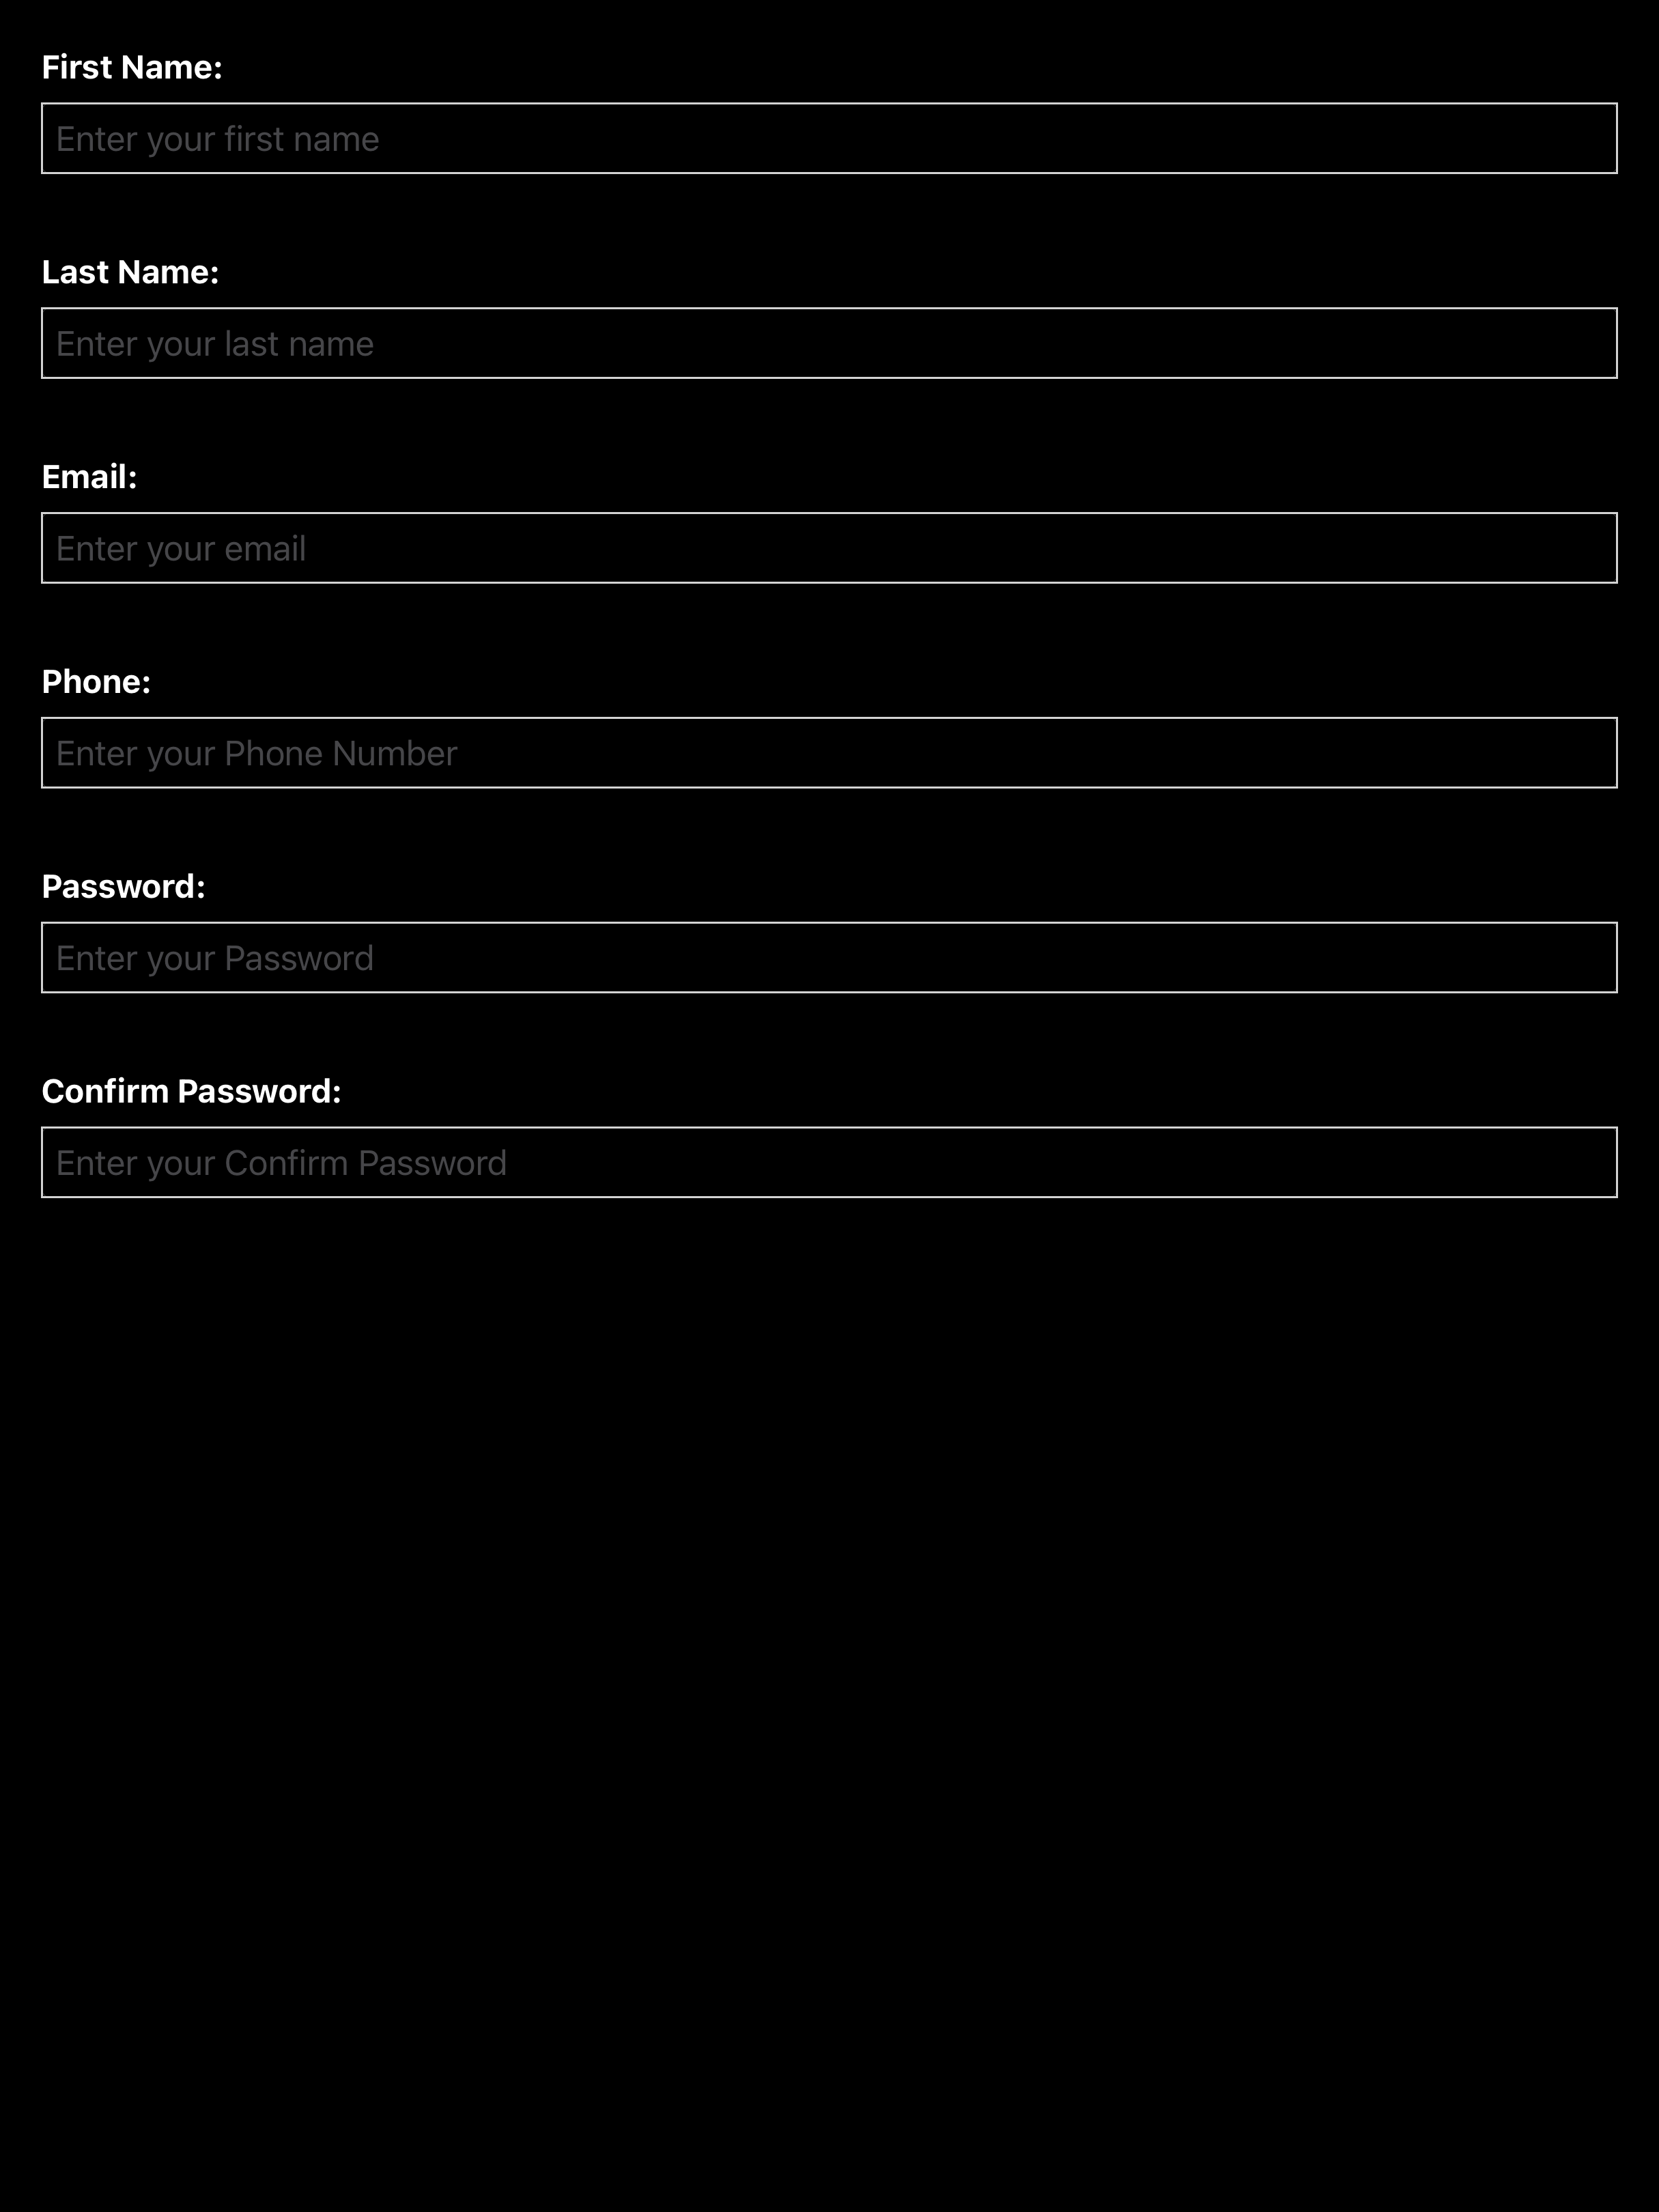 First Name:
Enter your first name
Last Name:
Enter your last name
Email:
Enter your email
Phone:
Enter your Phone Number
Password:
Enter your Password
Confirm Password:
Enter your Confirm Password